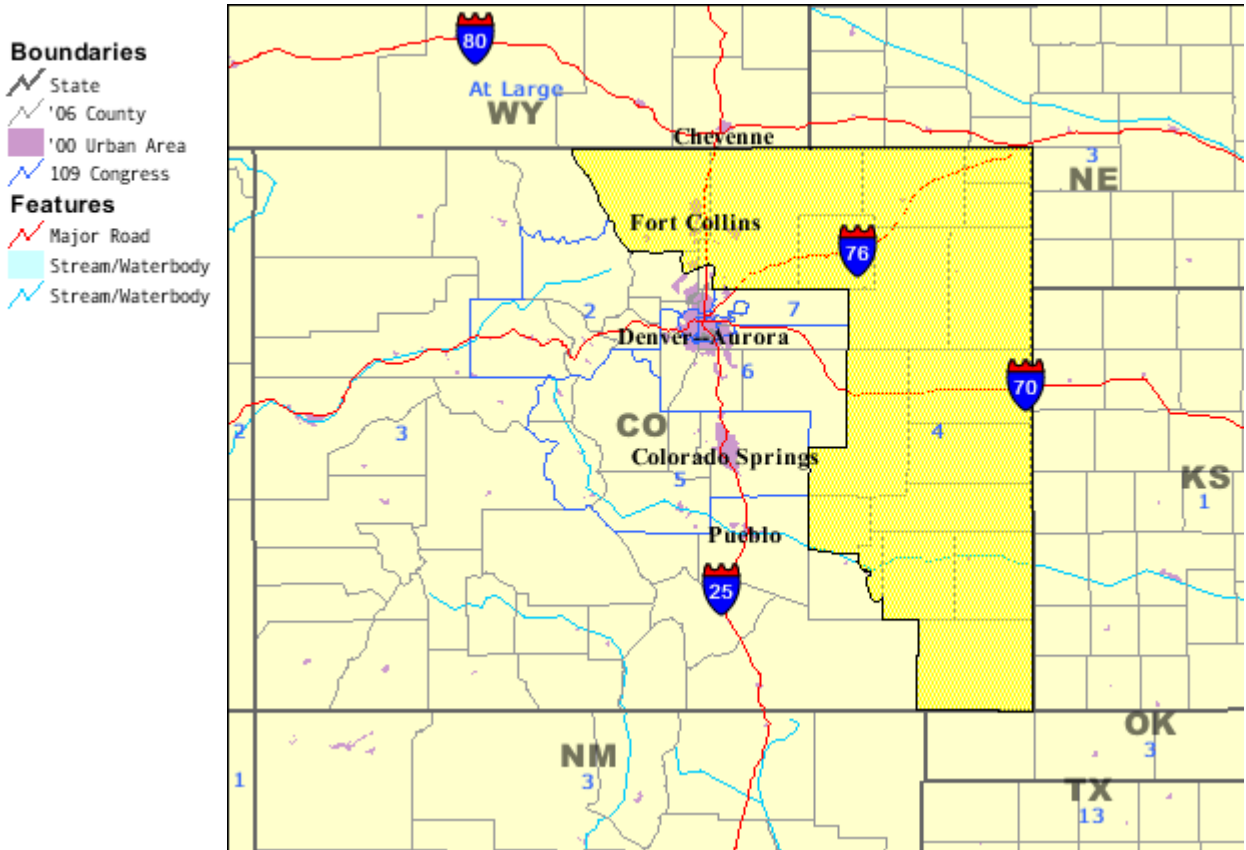 Boundaries
State
'06 County
'00 Urban Area
109 Congress
Features
Major Road
Stream/Waterbody
Stream/Waterbody
80
At Large
WY
Cheyenne
3
NE
Fort Collins
76
2
7
Denver--Aurora
6
70
2
3
CO
4
Colorado Springs
5
KS
1
Pueblo
25
OK
3
NM
3
1
TX
13